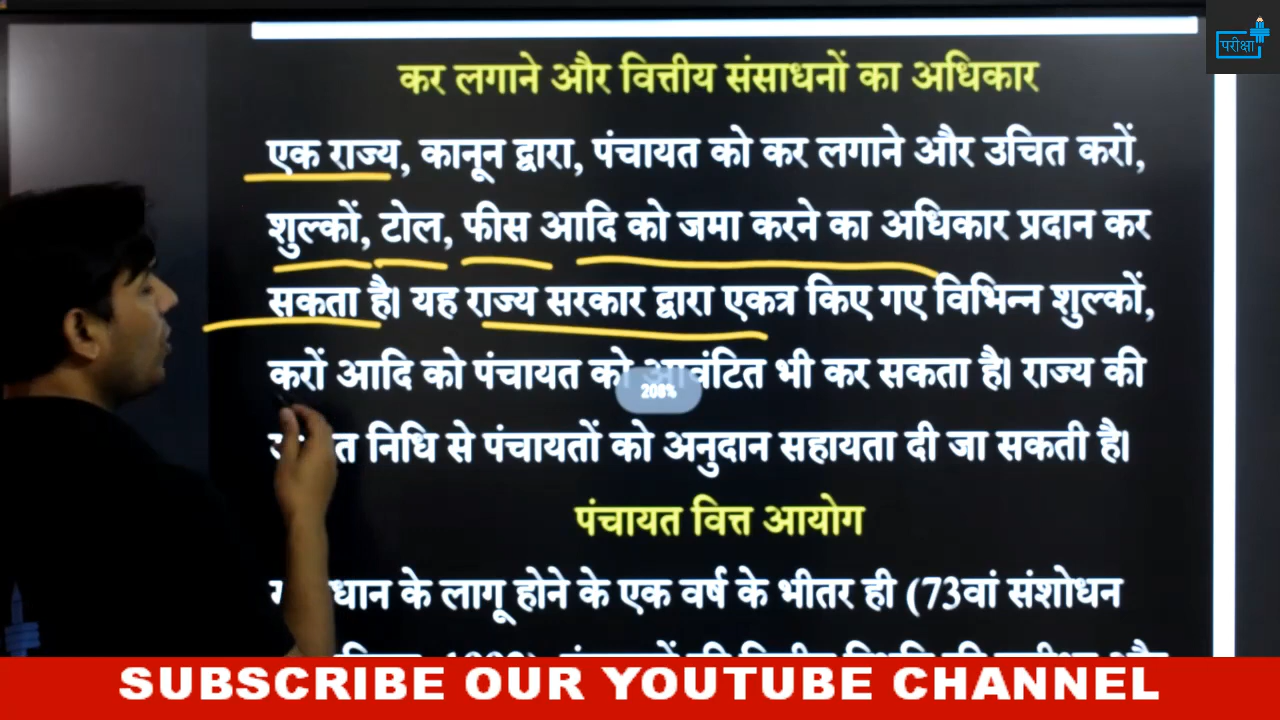 परीक्षा
कर लगाने और वित्तीय संसाधनों का अधिकार
एक राज्य, कानून द्वारा, पंचायत को कर लगाने और उचित करों,
शुल्कों, टोल, फीस आदि को जमा करने का अधिकार प्रदान कर
सकता है। यह राज्य सरकार द्वारा एकत्र किए गए विभिन्न शुल्कों,
करों आदि को पंचायत को आवंटित भी कर सकता है। राज्य की
निधि से पंचायतों को अनुदान सहायता दी जा सकती है।
पंचायत वित्त आयोग
के लागू होने के एक वर्ष के भीतर ही (73वां संशोधन
SUBSCRIBE OUR YOUTUBE CHANNEL